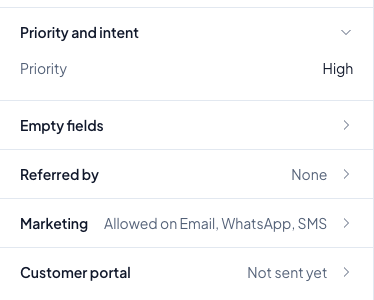 Priority and intent
Priority High
Empty fields
Referred by None
Marketing Allowed on Email, WhatsApp, SMS
Customer portal Not sent yet